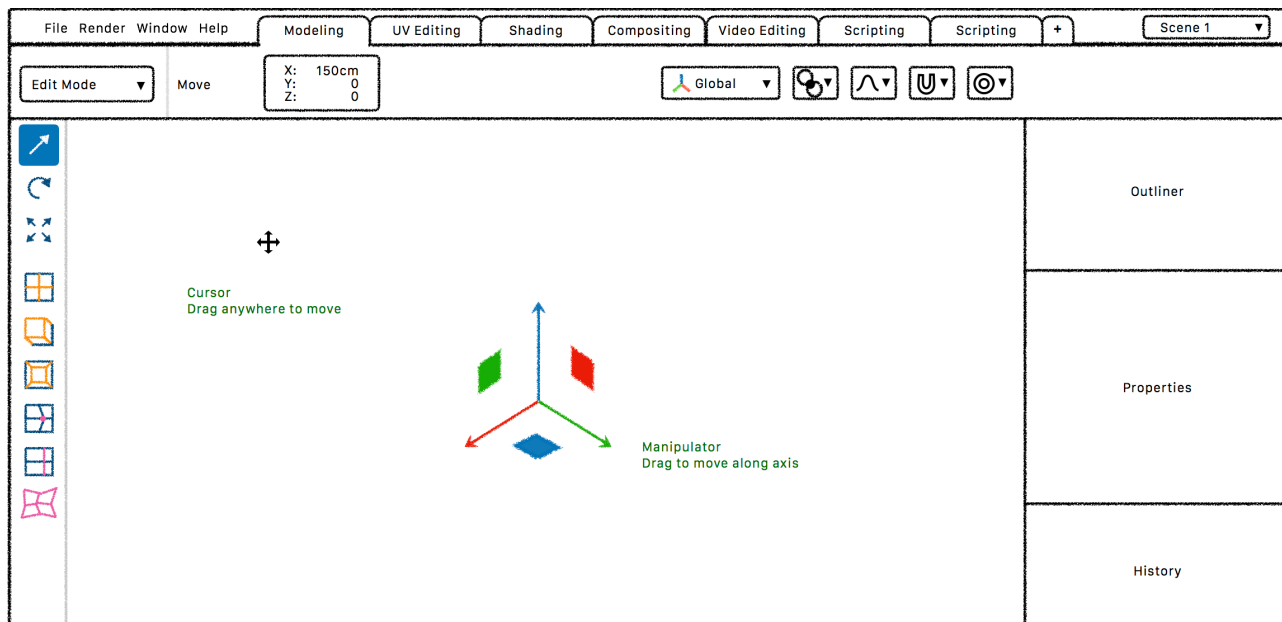 File Render Window Help
Modeling
UV Editing
Shading
Compositing
Video Editing
Scripting
Scripting
+
Scene 1
Edit Mode
Move
X: 150cm
Y: 0
Z: 0
Global
Cursor
Drag anywhere to move
Manipulator
Drag to move along axis
Outliner
Properties
History